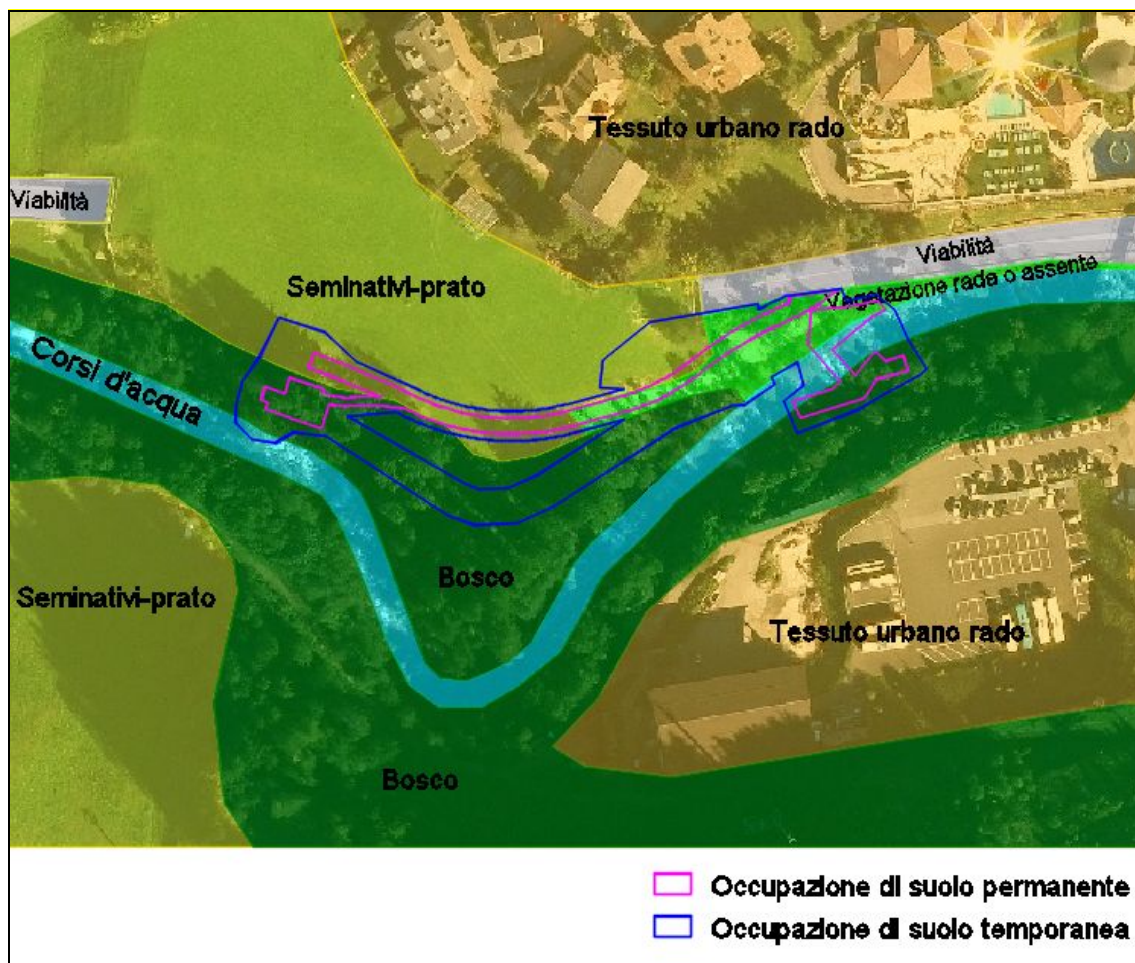 Tessuto urbano rado
Viabilità
Viabilità
Vegetazione rada o assente
Seminativi-prato
Corsi d'acqua
Bosco
Seminativi-prato
Tessuto urbano rado
Bosco
Occupazione di suolo permanente
Occupazione di suolo temporanea